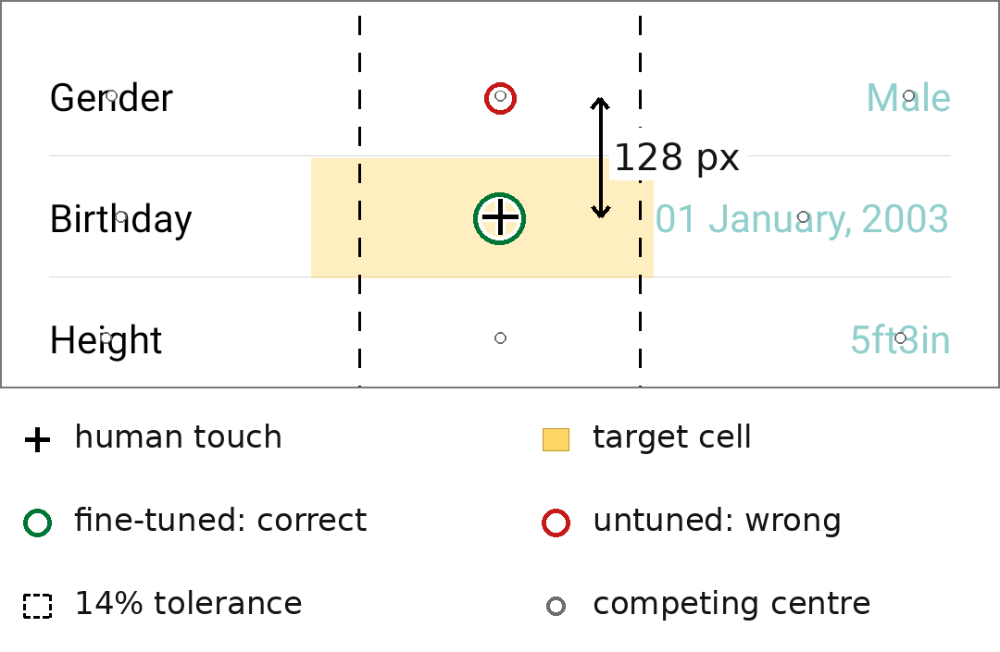 Gender Male
128 px
Birthday 01 January, 2003
Height 5ft3in
human touch target cell
fine-tuned: correct untuned: wrong
14% tolerance competing centre